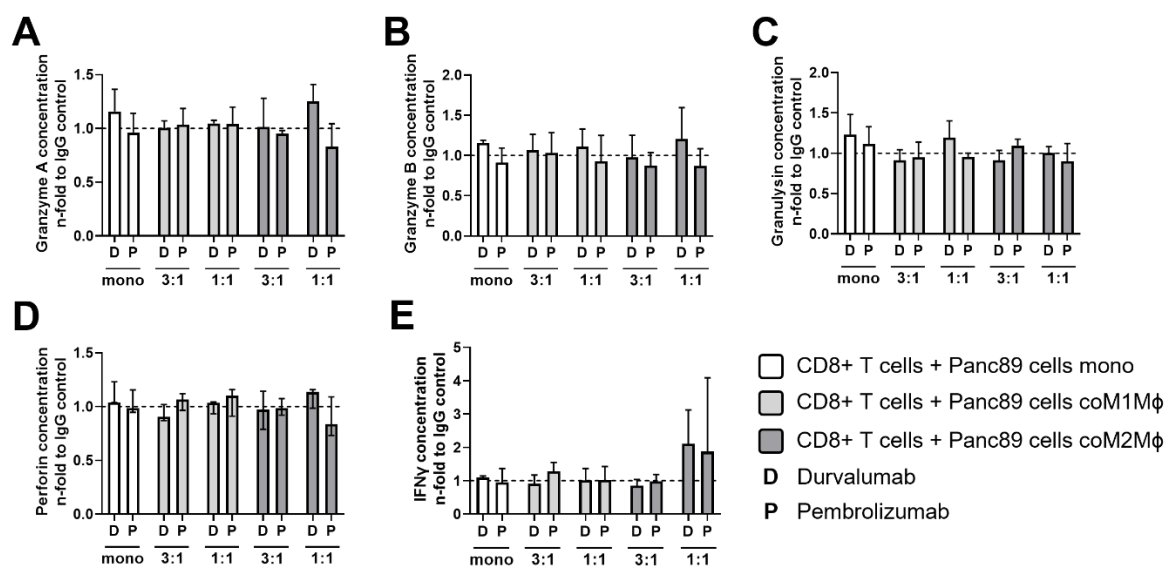 A
Granzyme A concentration
n-fold to IgG control
1.5
1.0
0.5
0.0
D P D P D P D P D P
mono 3:1 1:1 3:1 1:1
B
Granzyme B concentration
n-fold to IgG control
2.0
1.5
1.0
0.5
0.0
D P D P D P D P D P
mono 3:1 1:1 3:1 1:1
C
Granulysin concentration
n-fold to IgG control
2.0
1.5
1.0
0.5
0.0
D P D P D P D P D P
mono 3:1 1:1 3:1 1:1
D
Perforin concentration
n-fold to IgG control
1.5
1.0
0.5
0.0
D P D P D P D P D P
mono 3:1 1:1 3:1 1:1
E
IFNγ concentration
n-fold to IgG control
5
4
3
2
1
0
D P D P D P D P D P
mono 3:1 1:1 3:1 1:1
CD8+ T cells + Panc89 cells mono
CD8+ T cells + Panc89 cells coM1Mϕ
CD8+ T cells + Panc89 cells coM2Mϕ
D Durvalumab
P Pembrolizumab